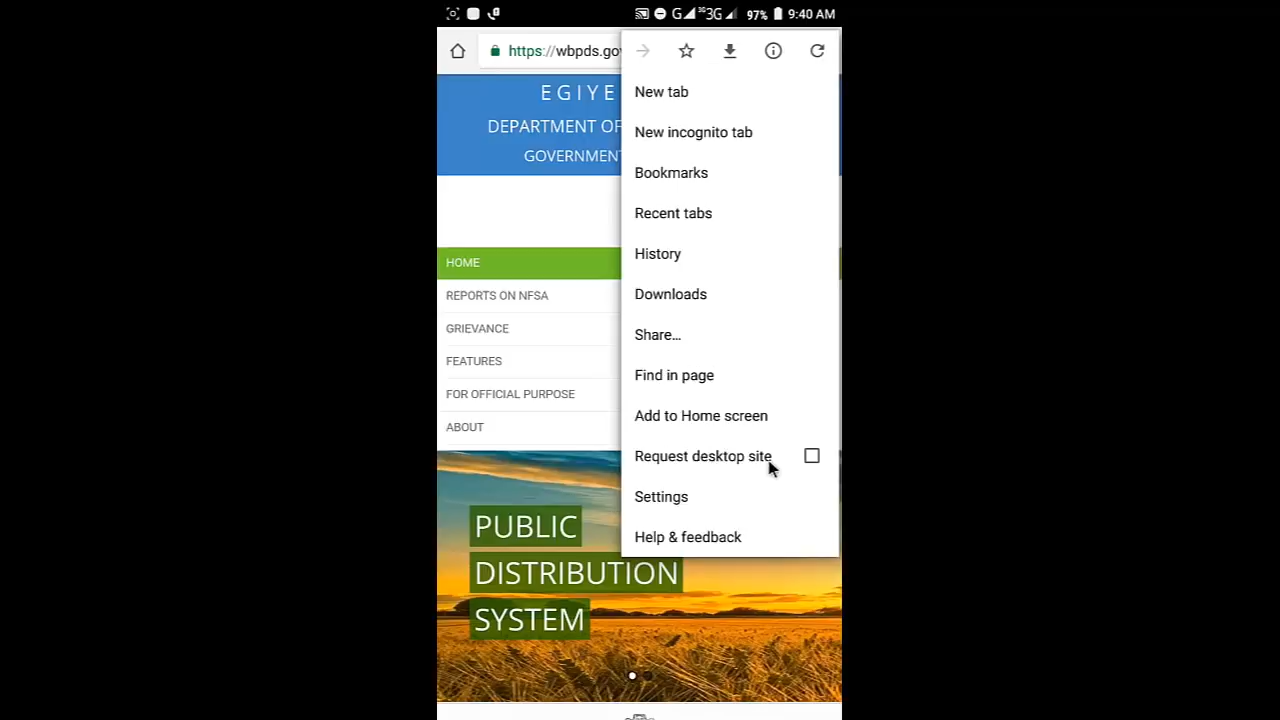 G 3G 97% 9:40 AM
https://wbpds.go
EGIYE
DEPARTMENT OF
GOVERNMENT
HOME
REPORTS ON NFSA
GRIEVANCE
FEATURES
FOR OFFICIAL PURPOSE
ABOUT
PUBLIC
DISTRIBUTION
SYSTEM
New tab
New incognito tab
Bookmarks
Recent tabs
History
Downloads
Share...
Find in page
Add to Home screen
Request desktop site
Settings
Help & feedback